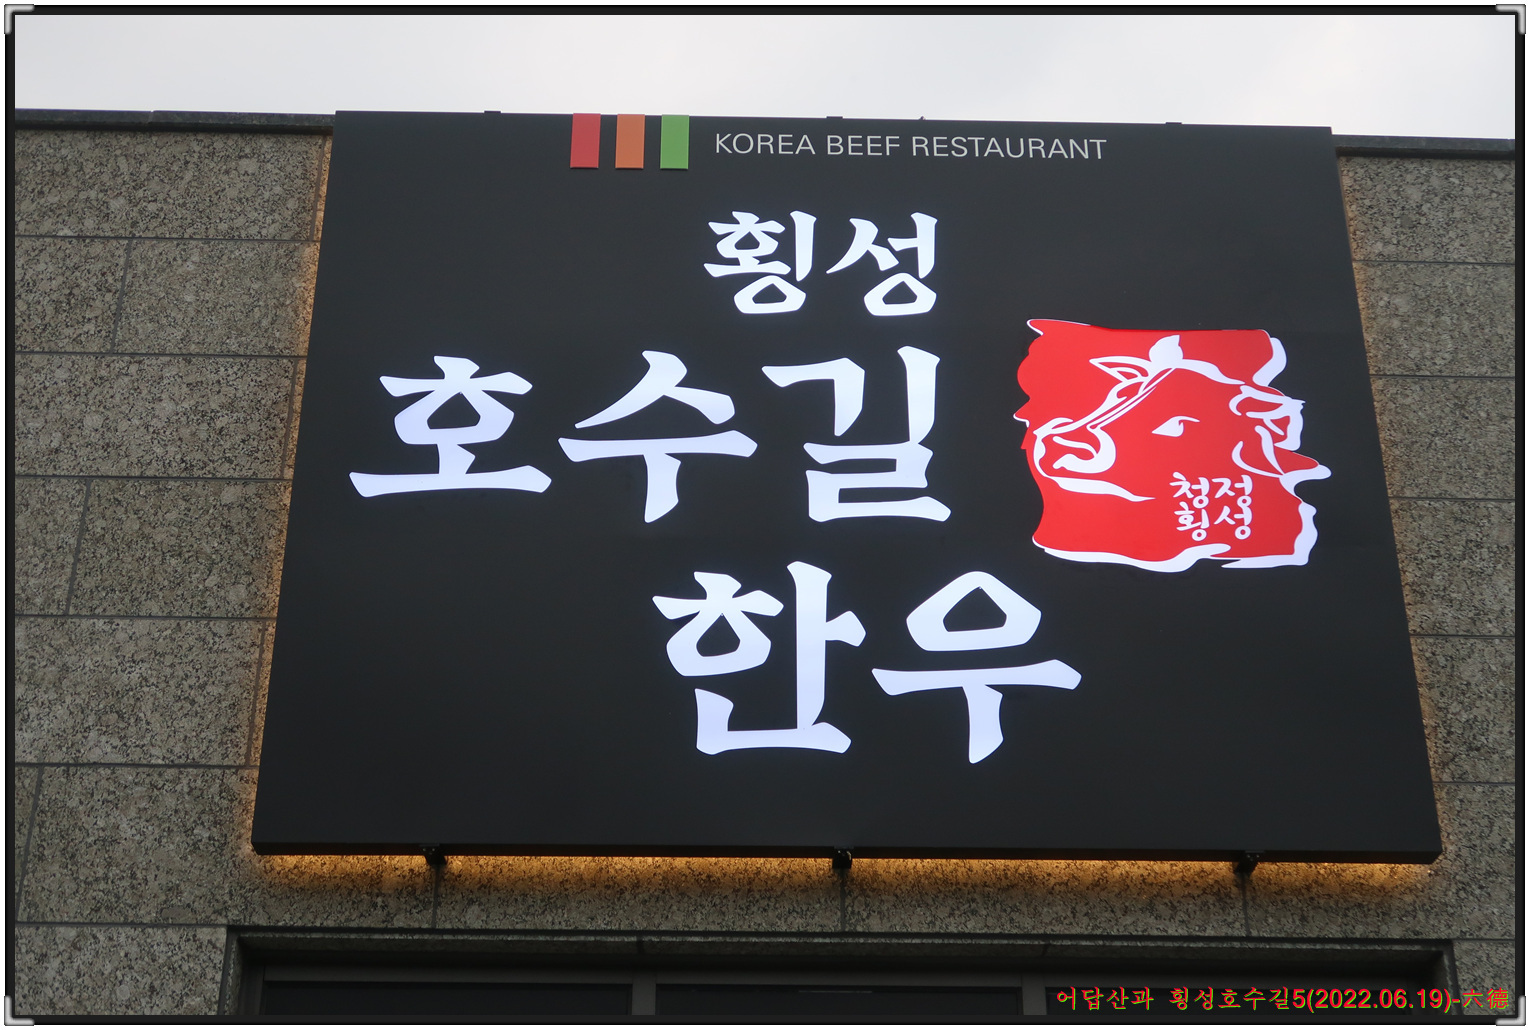 KOREA BEEF RESTAURANT
횡성
호수길
한우
청정
횡성
어답산과 횡성호수길5(2022.06.19)-六德